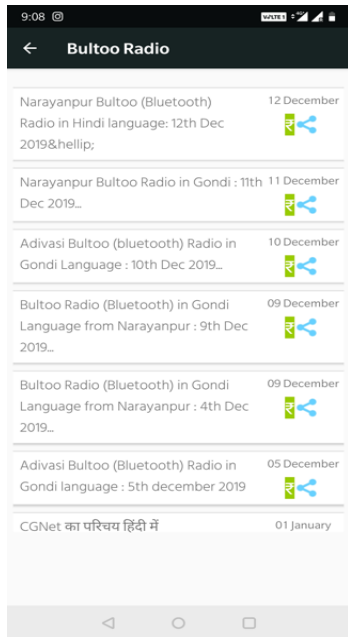 9:08
VoLTE1 4G
Bultoo Radio
Narayanpur Bultoo (Bluetooth)
12 December
Radio in Hindi language: 12th Dec
₹
2019&hellip;
Narayanpur Bultoo Radio in Gondi : 11th
11 December
Dec 2019...
₹
Adivasi Bultoo (bluetooth) Radio in
10 December
Gondi Language : 10th Dec 2019...
₹
Bultoo Radio (Bluetooth) in Gondi
09 December
Language from Narayanpur : 9th Dec
₹
2019...
Bultoo Radio (Bluetooth) in Gondi
09 December
Language from Narayanpur : 4th Dec
₹
2019...
Adivasi Bultoo (Bluetooth) Radio in
05 December
Gondi language : 5th december 2019
₹
CGNet का परिचय हिंदी में
01 January